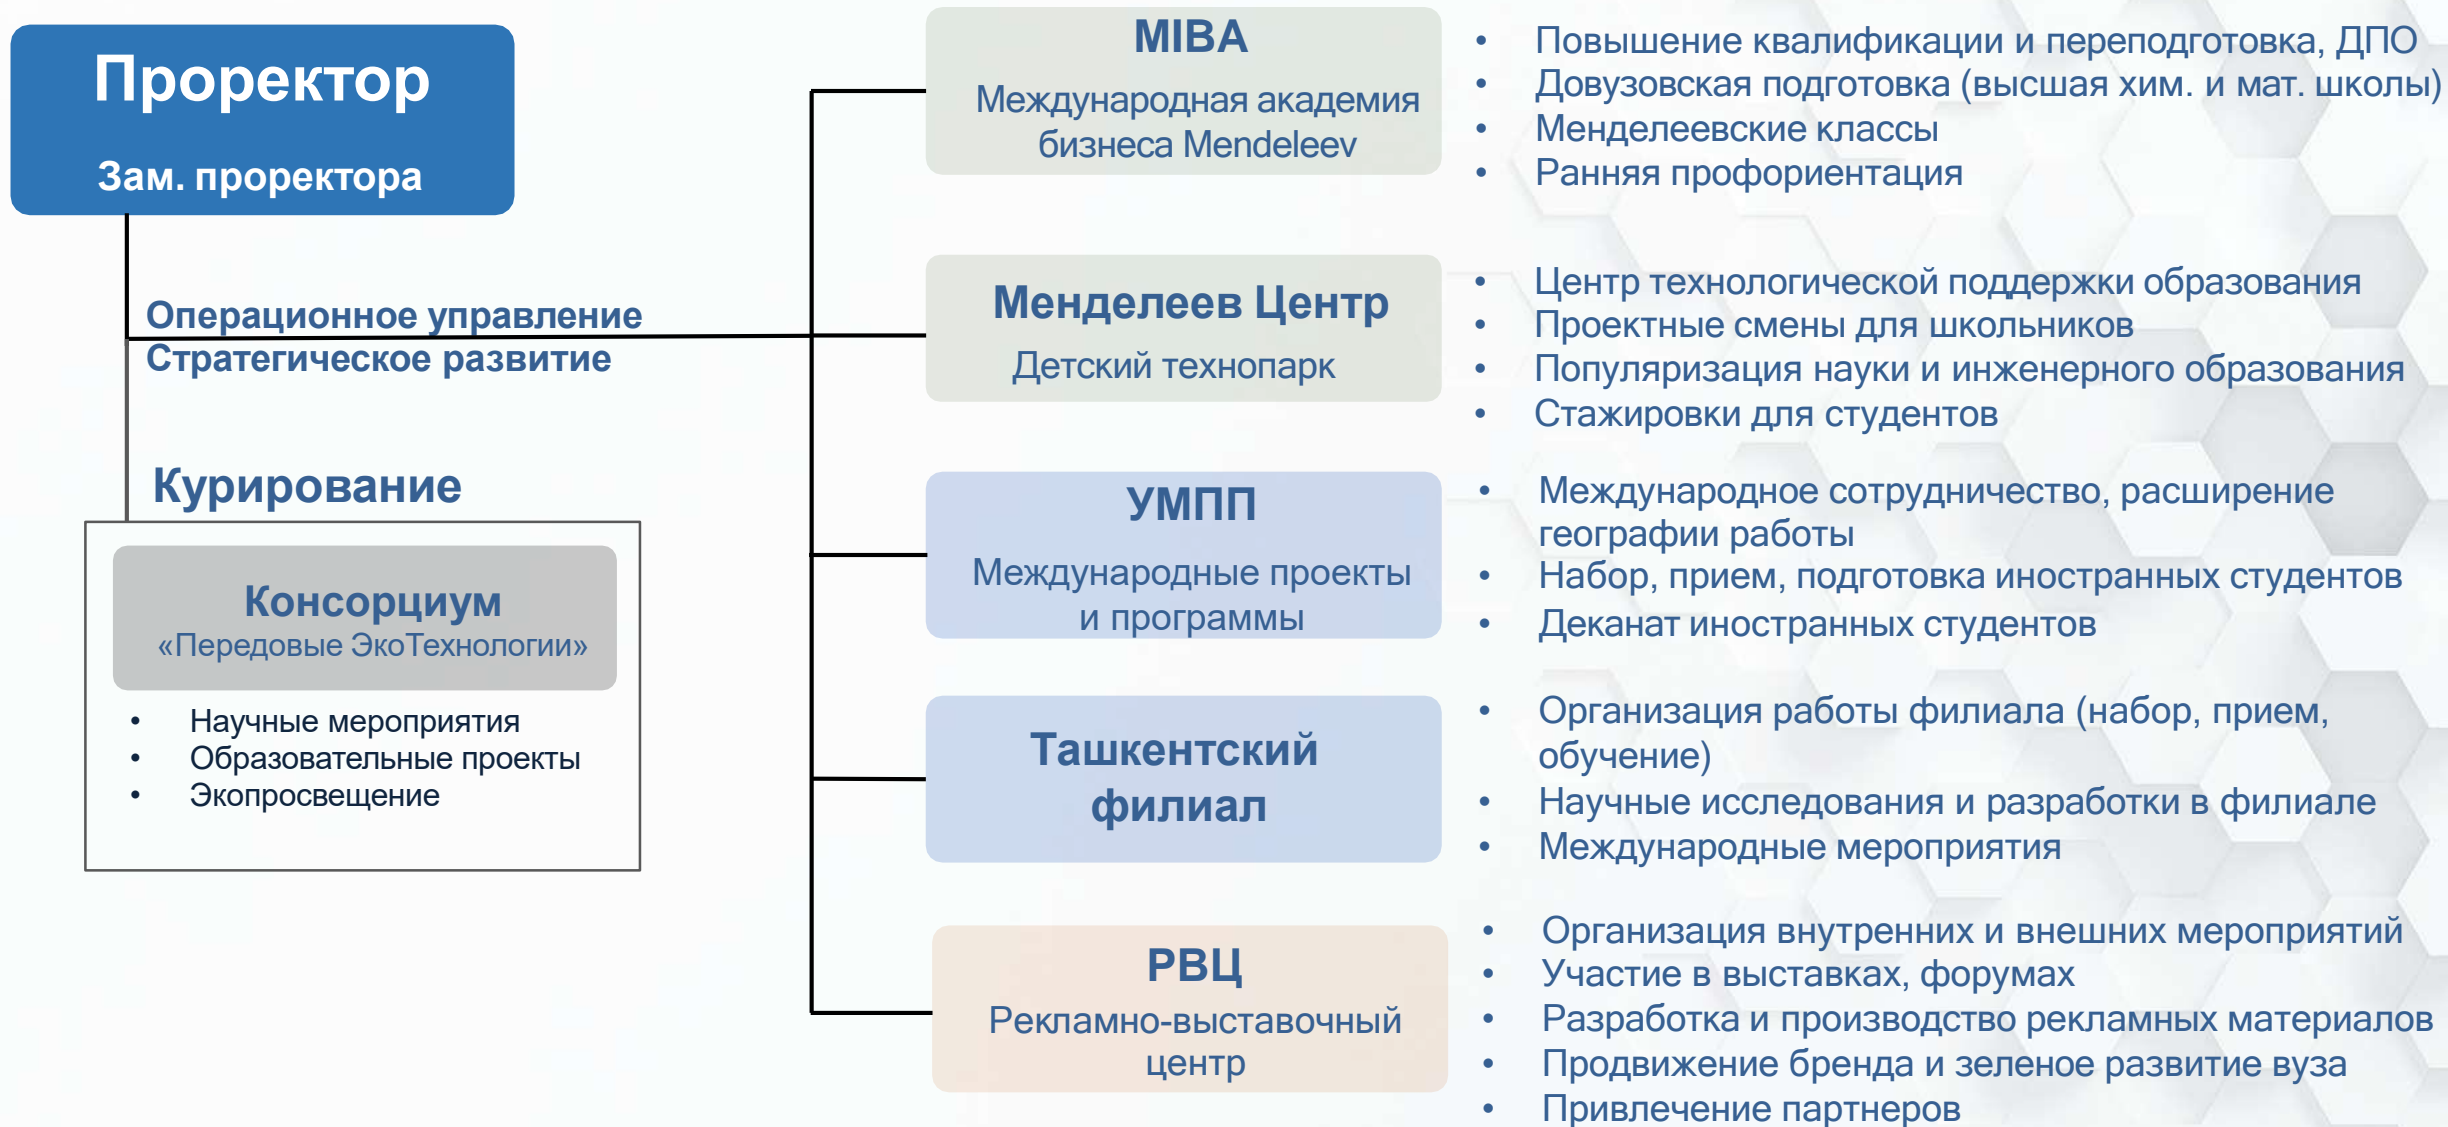 Проректор
Зам. проректора
Операционное управление
Стратегическое развитие
Курирование
Консорциум
«Передовые ЭкоТехнологии»
• Научные мероприятия
• Образовательные проекты
• Экопросвещение
MIBA
Международная академия
бизнеса Mendeleev
• Повышение квалификации и переподготовка, ДПО
• Довузовская подготовка (высшая хим. и мат. школы)
• Менделеевские классы
• Ранняя профориентация
Менделеев Центр
Детский технопарк
• Центр технологической поддержки образования
• Проектные смены для школьников
• Популяризация науки и инженерного образования
• Стажировки для студентов
УМПП
Международные проекты
и программы
• Международное сотрудничество, расширение
географии работы
• Набор, прием, подготовка иностранных студентов
• Деканат иностранных студентов
Ташкентский
филиал
• Организация работы филиала (набор, прием,
обучение)
• Научные исследования и разработки в филиале
• Международные мероприятия
РВЦ
Рекламно-выставочный
центр
• Организация внутренних и внешних мероприятий
• Участие в выставках, форумах
• Разработка и производство рекламных материалов
• Продвижение бренда и зеленое развитие вуза
• Привлечение партнеров